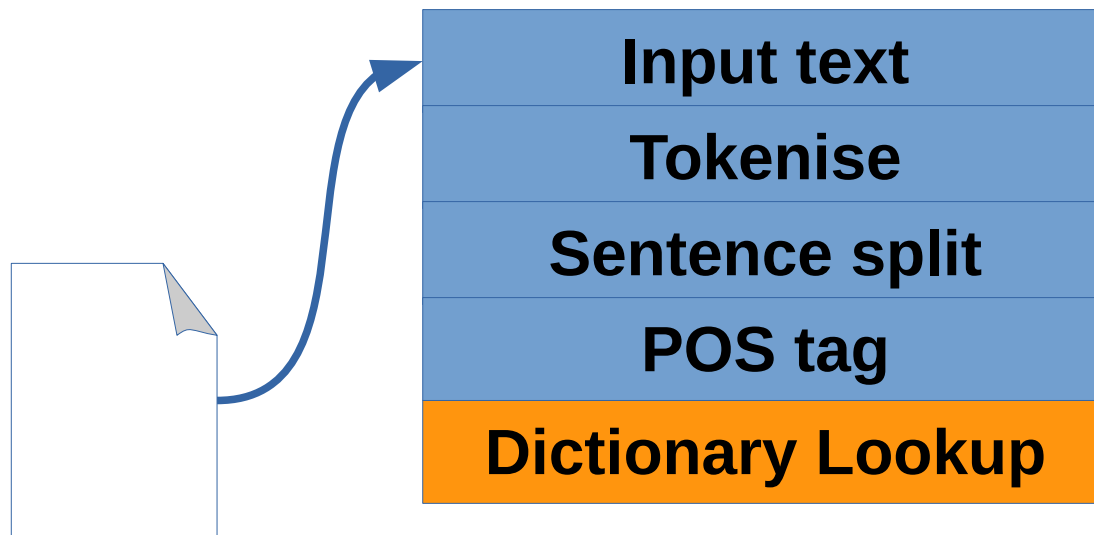 Input text
Tokenise
Sentence split
POS tag
Dictionary Lookup